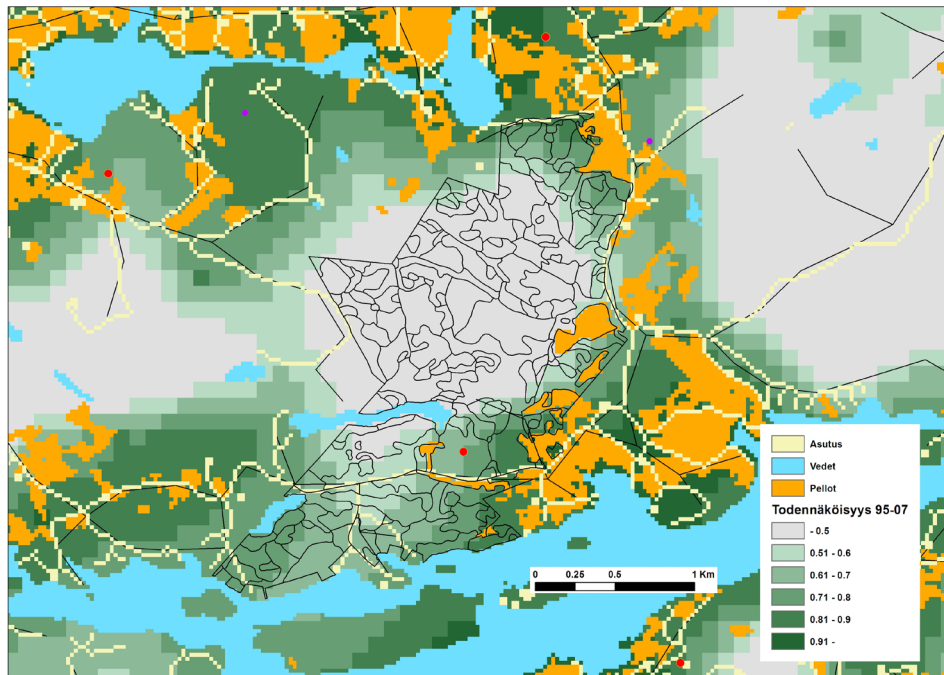 Asutus
Vedet
Pellot
Todennäköisyys 95-07
- 0.5
0.51 - 0.6
0.61 - 0.7
0.71 - 0.8
0.81 - 0.9
0.91 -
0 0.25 0.5 1 Km